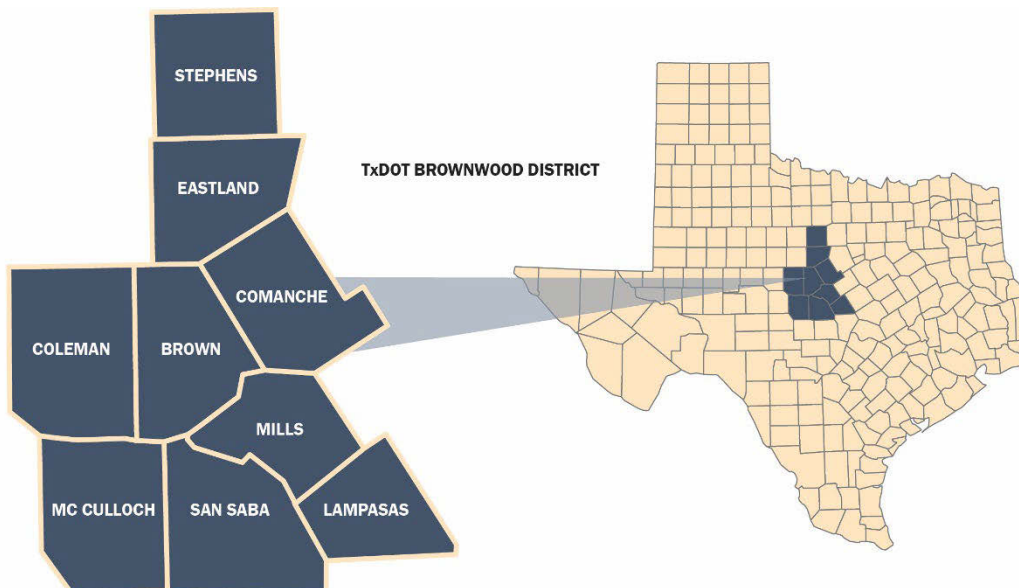 STEPHENS
EASTLAND
TxDOT BROWNWOOD DISTRICT
COMANCHE
COLEMAN
BROWN
MILLS
MC CULLOCH
SAN SABA
LAMPASAS